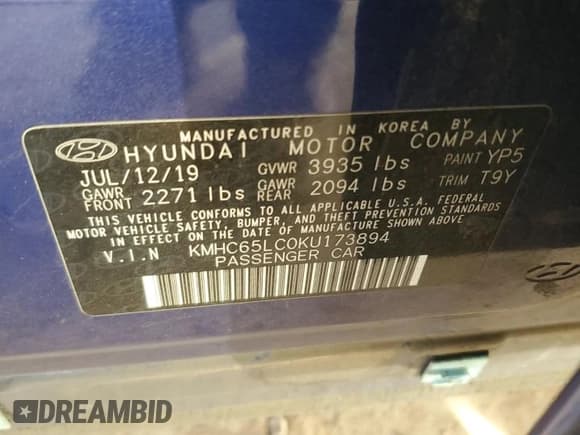 MANUFACTURED IN KOREA BY
HYUNDAI MOTOR COMPANY
JUL/12/19 GVWR 3935 lbs PAINT YP5
GAWR FRONT 2271 lbs GAWR REAR 2094 lbs TRIM T9Y
THIS VEHICLE CONFORMS TO ALL APPLICABLE U.S.A. FEDERAL
MOTOR VEHICLE SAFETY, BUMPER, AND THEFT PREVENTION
STANDARDS IN EFFECT ON THE DATE OF MANUFACTURE SHOWN ABOVE.
V.I.N KMHC65LC0KU173894
PASSENGER CAR
DREAMBID